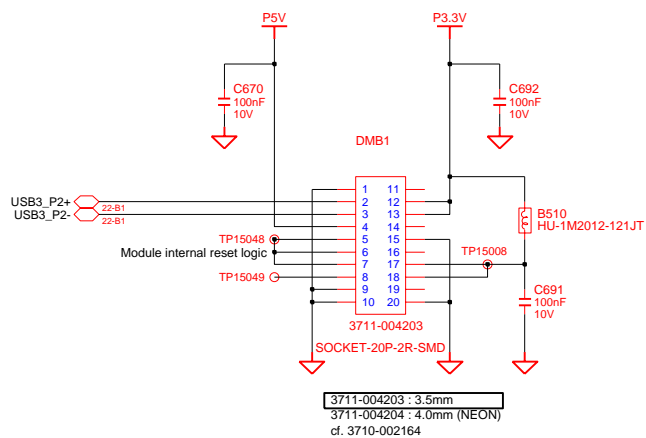 P5V
P3.3V
C670
100nF
10V
C692
100nF
10V
DMB1
USB3_P2+
22-B1
USB3_P2-
22-B1
1 11
2 12
3 13
4 14
5 15
6 16
7 17
8 18
9 19
10 20
TP15048
Module internal reset logic
TP15049
TP15008
B510
HU-1M2012-121JT
C691
100nF
10V
3711-004203
SOCKET-20P-2R-SMD
3711-004203 : 3.5mm
3711-004204 : 4.0mm (NEON)
cf. 3710-002164